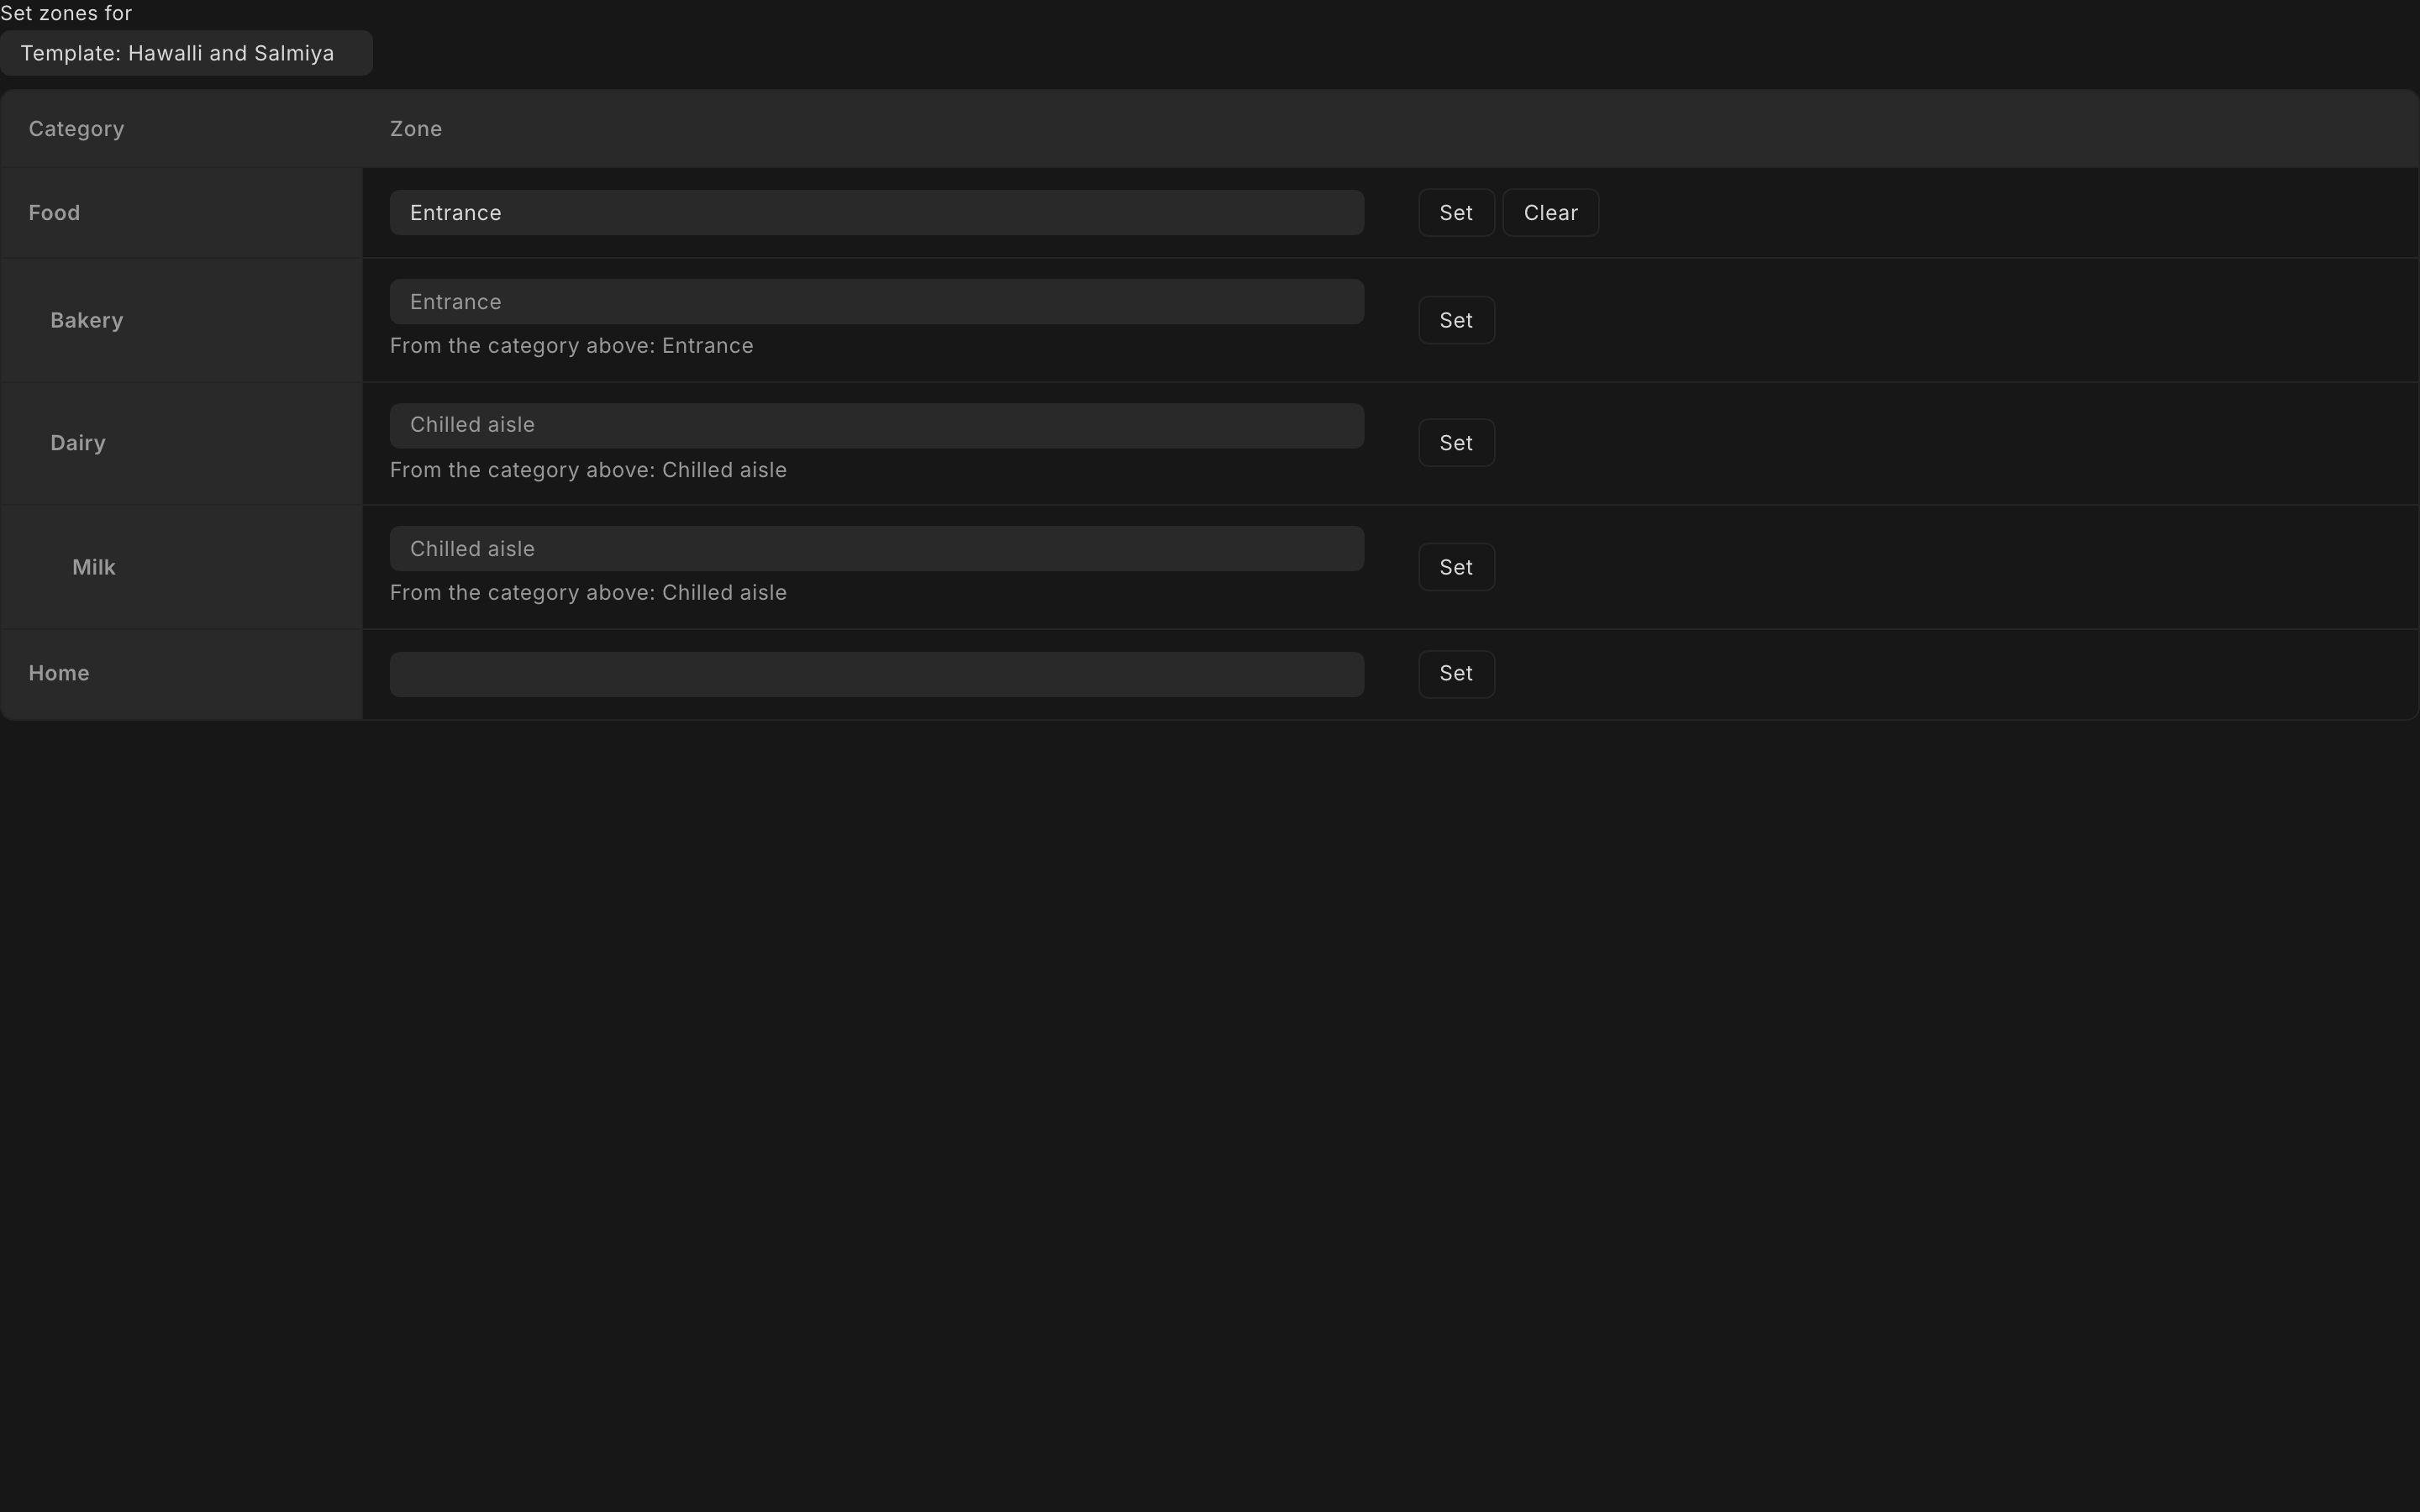 Set zones for
Template: Hawalli and Salmiya
Category Zone
Food Entrance Set Clear
Bakery Entrance Set
From the category above: Entrance
Dairy Chilled aisle Set
From the category above: Chilled aisle
Milk Chilled aisle Set
From the category above: Chilled aisle
Home Set